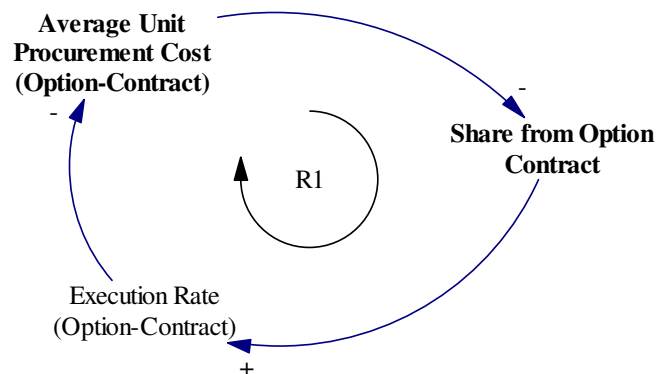 Average Unit
Procurement Cost
(Option-Contract)
-
-
Share from Option
Contract
R1
Execution Rate
(Option-Contract)
+